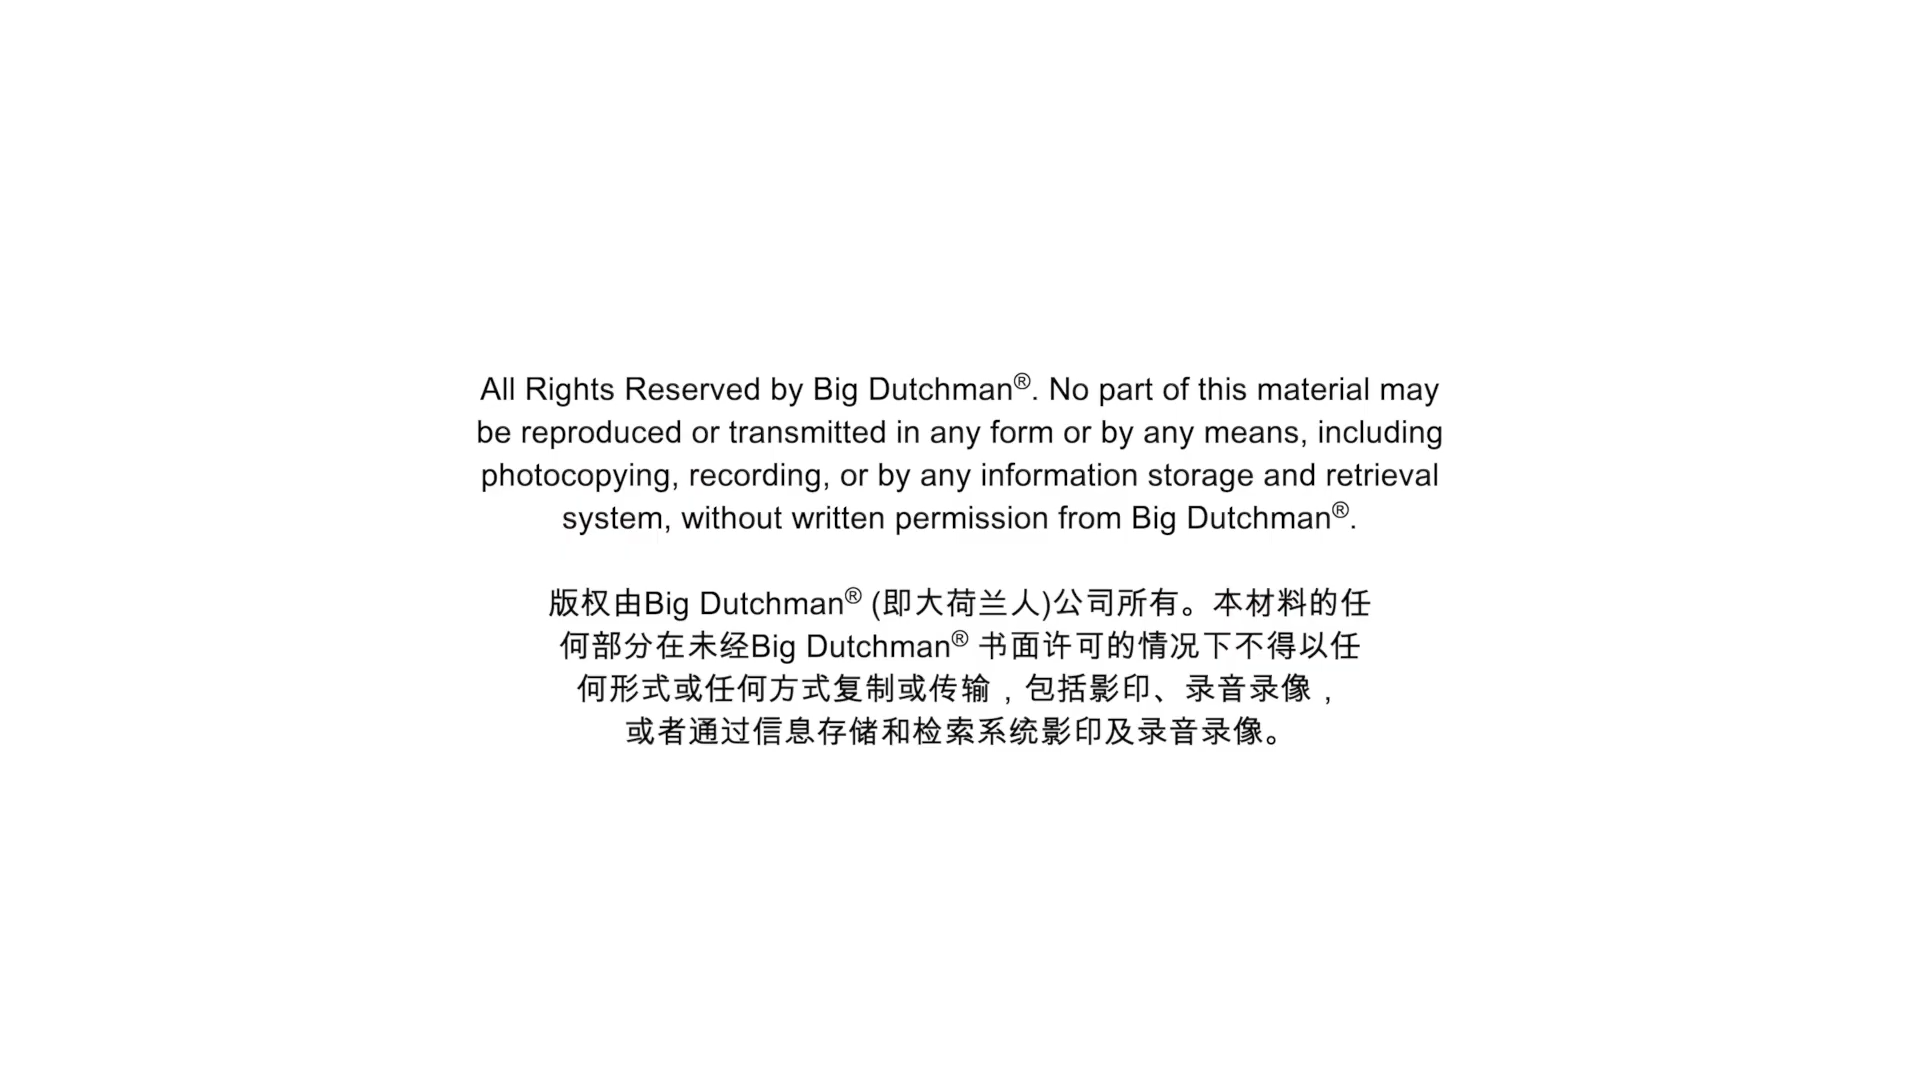 All Rights Reserved by Big Dutchman®. No part of this material may
be reproduced or transmitted in any form or by any means, including
photocopying, recording, or by any information storage and retrieval
system, without written permission from Big Dutchman®.
版权由Big Dutchman® (即大荷兰人)公司所有。本材料的任
何部分在未经Big Dutchman® 书面许可的情况下不得以任
何形式或任何方式复制或传输，包括影印、录音录像，
或者通过信息存储和检索系统影印及录音录像。